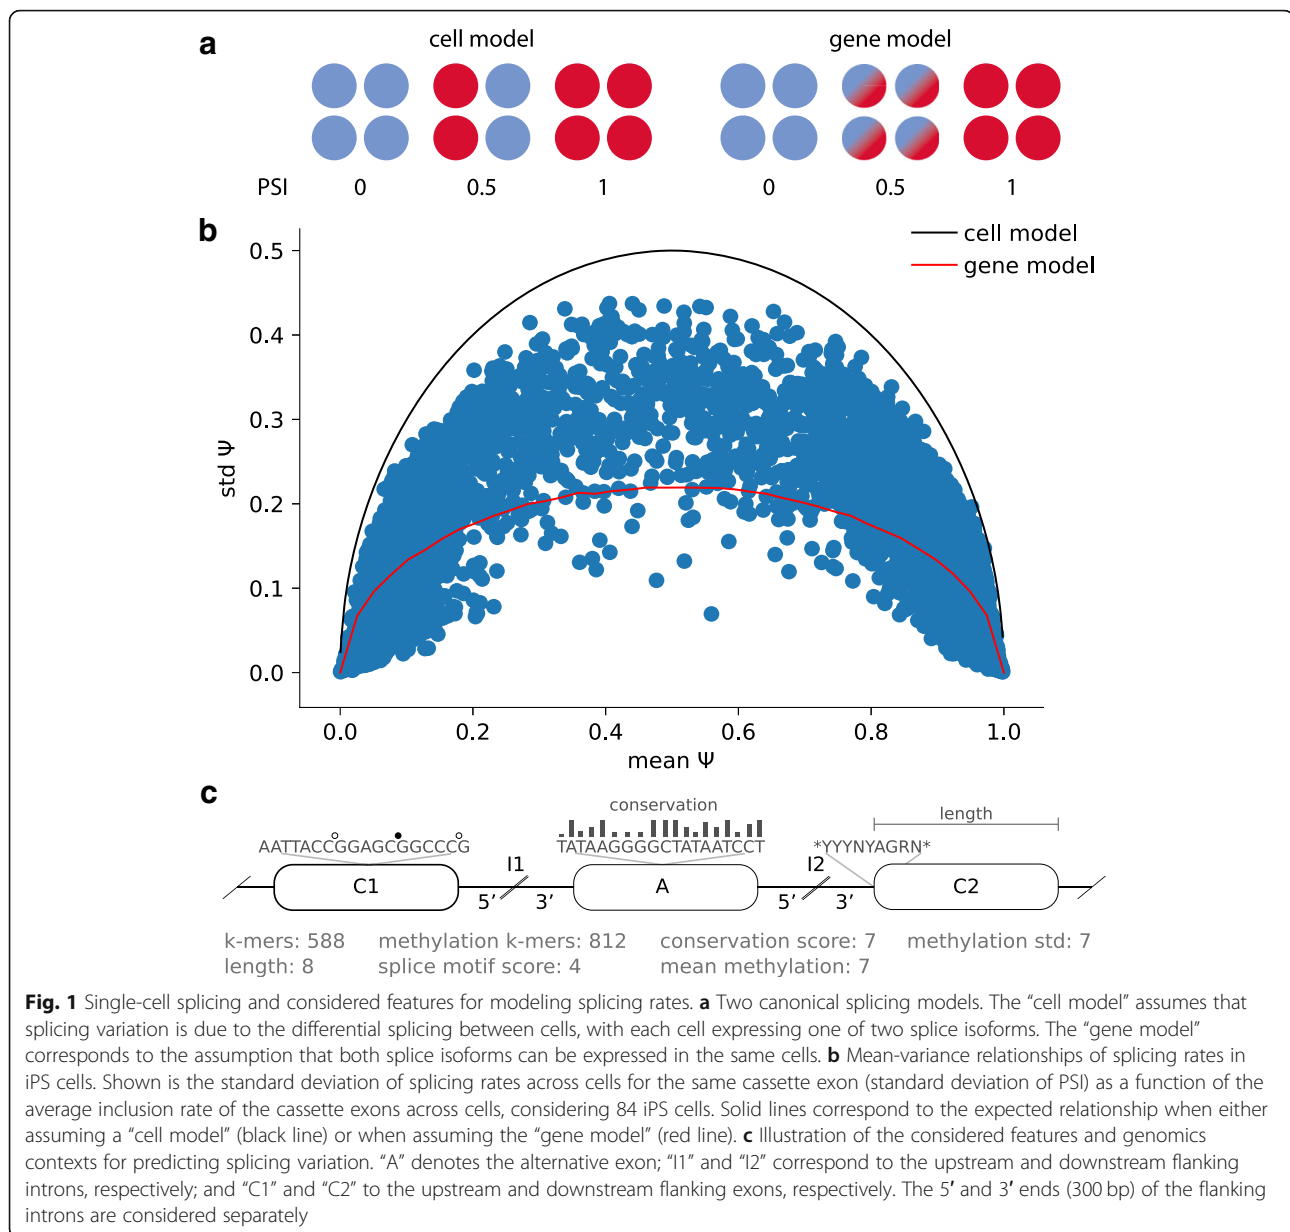 a
cell model
gene model
PSI 0 0.5 1 0 0.5 1
b
cell model
gene model
0.5
0.4
0.3
0.2
0.1
0.0
std Ψ
0.0 0.2 0.4 0.6 0.8 1.0
mean Ψ
c
conservation
length
AATTACCGGAGCGGCCCG
TATAAGGGGCTATAATCCT
*YYYNYAGRN*
C1 5′ I1 3′ A 5′ I2 3′ C2
k-mers: 588 methylation k-mers: 812 conservation score: 7 methylation std: 7
length: 8 splice motif score: 4 mean methylation: 7
Fig. 1 Single-cell splicing and considered features for modeling splicing rates. a Two canonical splicing models. The “cell model” assumes that
splicing variation is due to the differential splicing between cells, with each cell expressing one of two splice isoforms. The “gene model”
corresponds to the assumption that both splice isoforms can be expressed in the same cells. b Mean-variance relationships of splicing rates in
iPS cells. Shown is the standard deviation of splicing rates across cells for the same cassette exon (standard deviation of PSI) as a function of the
average inclusion rate of the cassette exons across cells, considering 84 iPS cells. Solid lines correspond to the expected relationship when either
assuming a “cell model” (black line) or when assuming the “gene model” (red line). c Illustration of the considered features and genomics
contexts for predicting splicing variation. “A” denotes the alternative exon; “I1” and “I2” correspond to the upstream and downstream flanking
introns, respectively; and “C1” and “C2” to the upstream and downstream flanking exons, respectively. The 5′ and 3′ ends (300 bp) of the flanking
introns are considered separately